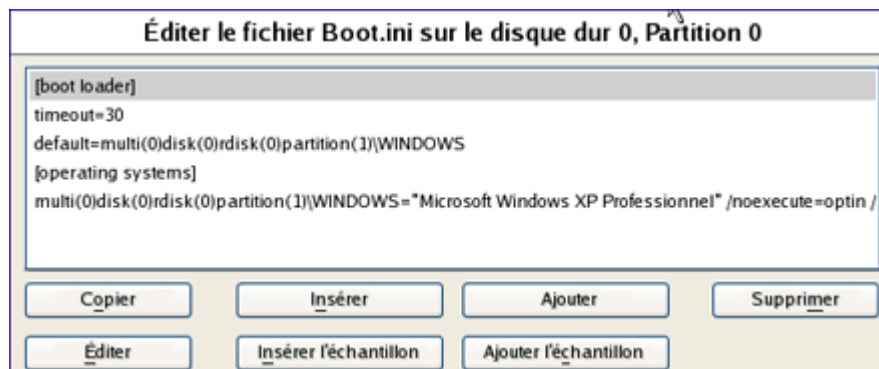 Éditer le fichier Boot.ini sur le disque dur 0, Partition 0
[boot loader]
timeout=30
default=multi(0)disk(0)rdisk(0)partition(1)\WINDOWS
[operating systems]
multi(0)disk(0)rdisk(0)partition(1)\WINDOWS="Microsoft Windows XP Professionnel" /noexecute=optin /
Copier Insérer Ajouter Supprimer
Éditer Insérer l'échantillon Ajouter l'échantillon